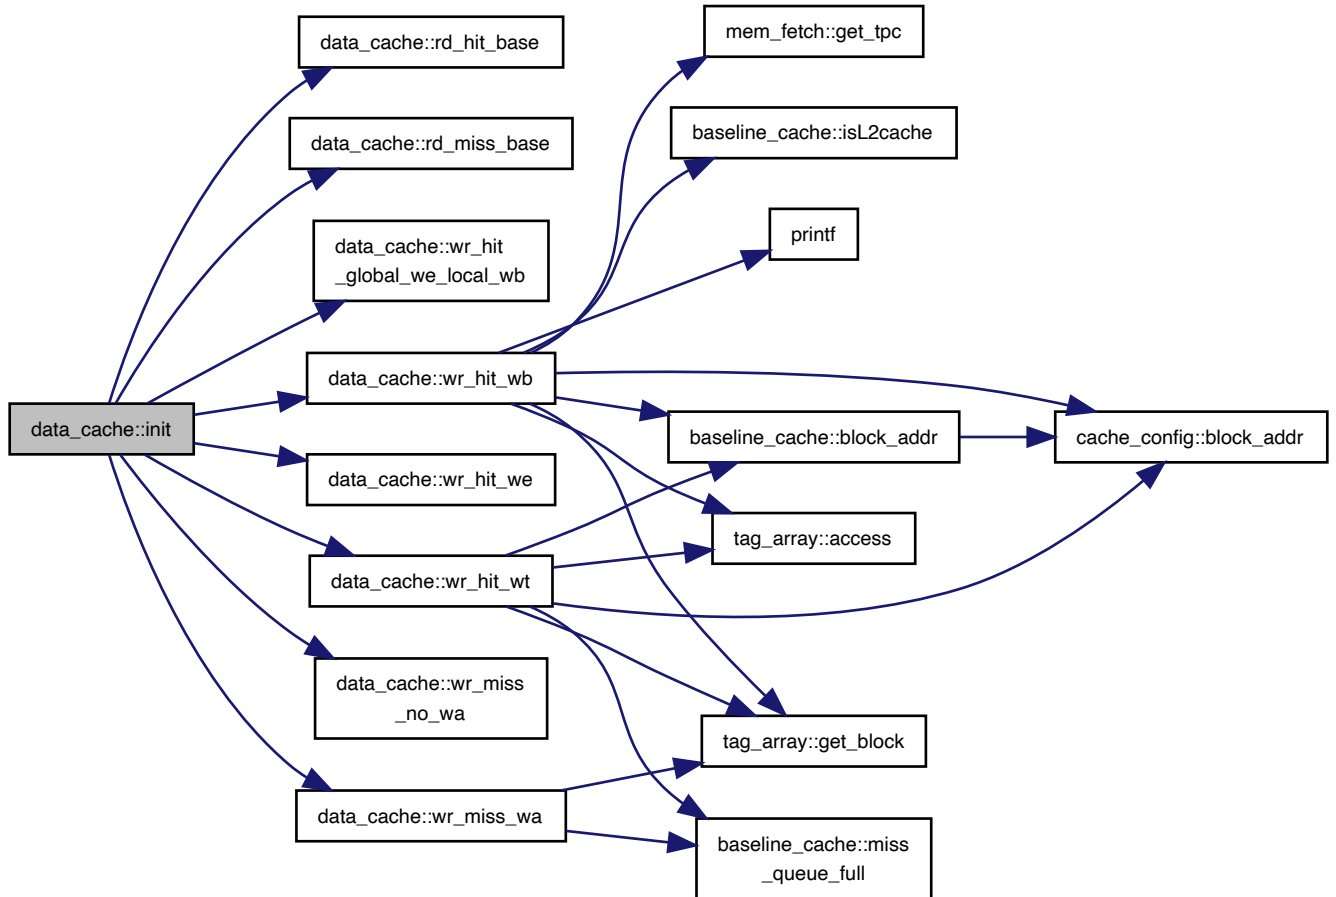 data_cache::init
data_cache::rd_hit_base
data_cache::rd_miss_base
data_cache::wr_hit
_global_we_local_wb
data_cache::wr_hit_wb
data_cache::wr_hit_we
data_cache::wr_hit_wt
data_cache::wr_miss
_no_wa
data_cache::wr_miss_wa
mem_fetch::get_tpc
baseline_cache::isL2cache
printf
baseline_cache::block_addr
tag_array::access
tag_array::get_block
baseline_cache::miss
_queue_full
cache_config::block_addr